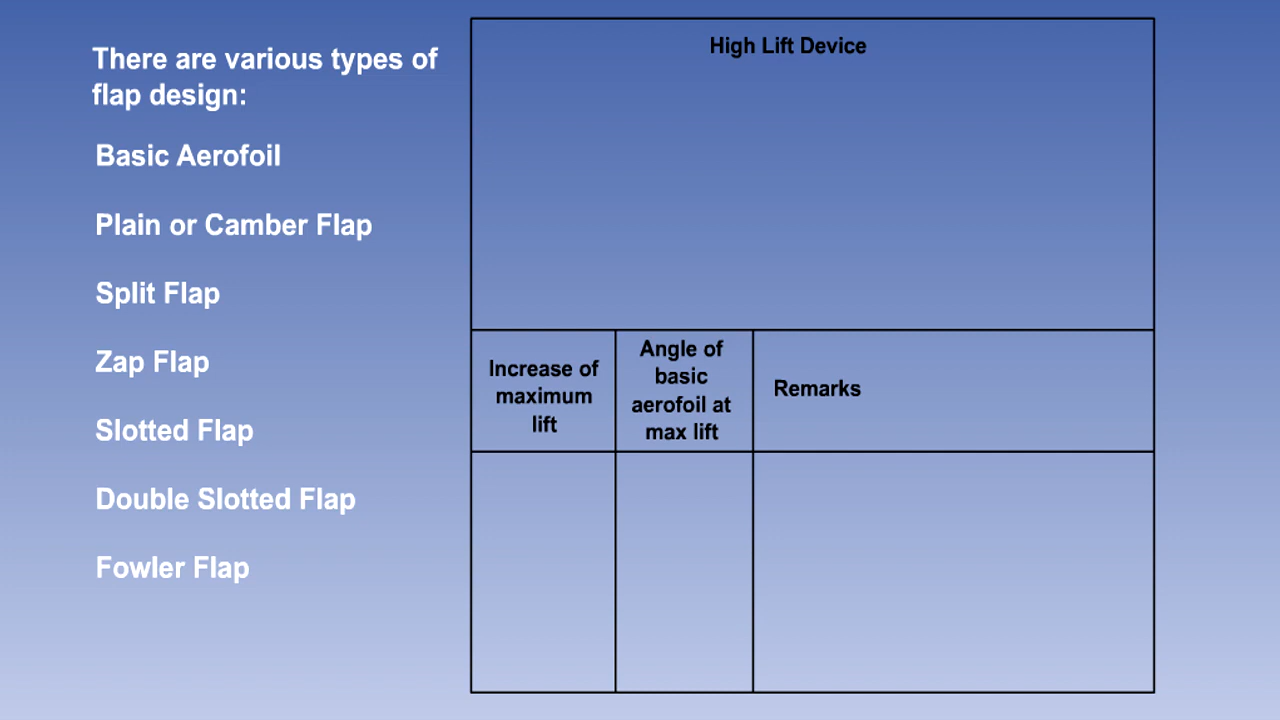 There are various types of
flap design:
Basic Aerofoil
Plain or Camber Flap
Split Flap
Zap Flap
Slotted Flap
Double Slotted Flap
Fowler Flap
High Lift Device
Increase of
maximum
lift
Angle of
basic
aerofoil at
max lift
Remarks